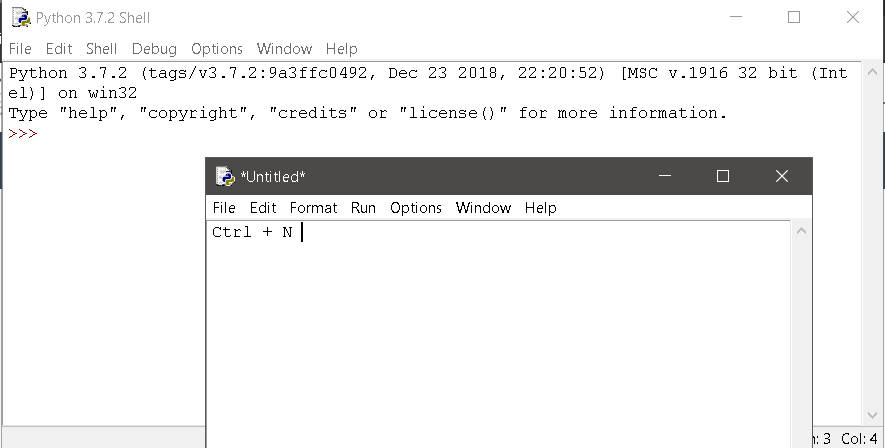 Python 3.7.2 Shell
File Edit Shell Debug Options Window Help
Python 3.7.2 (tags/v3.7.2:9a3ffc0492, Dec 23 2018, 22:20:52) [MSC v.1916 32 bit (Int
el)] on win32
Type "help", "copyright", "credits" or "license()" for more information.
>>>
*Untitled*
File Edit Format Run Options Window Help
Ctrl + N
: 3 Col: 4